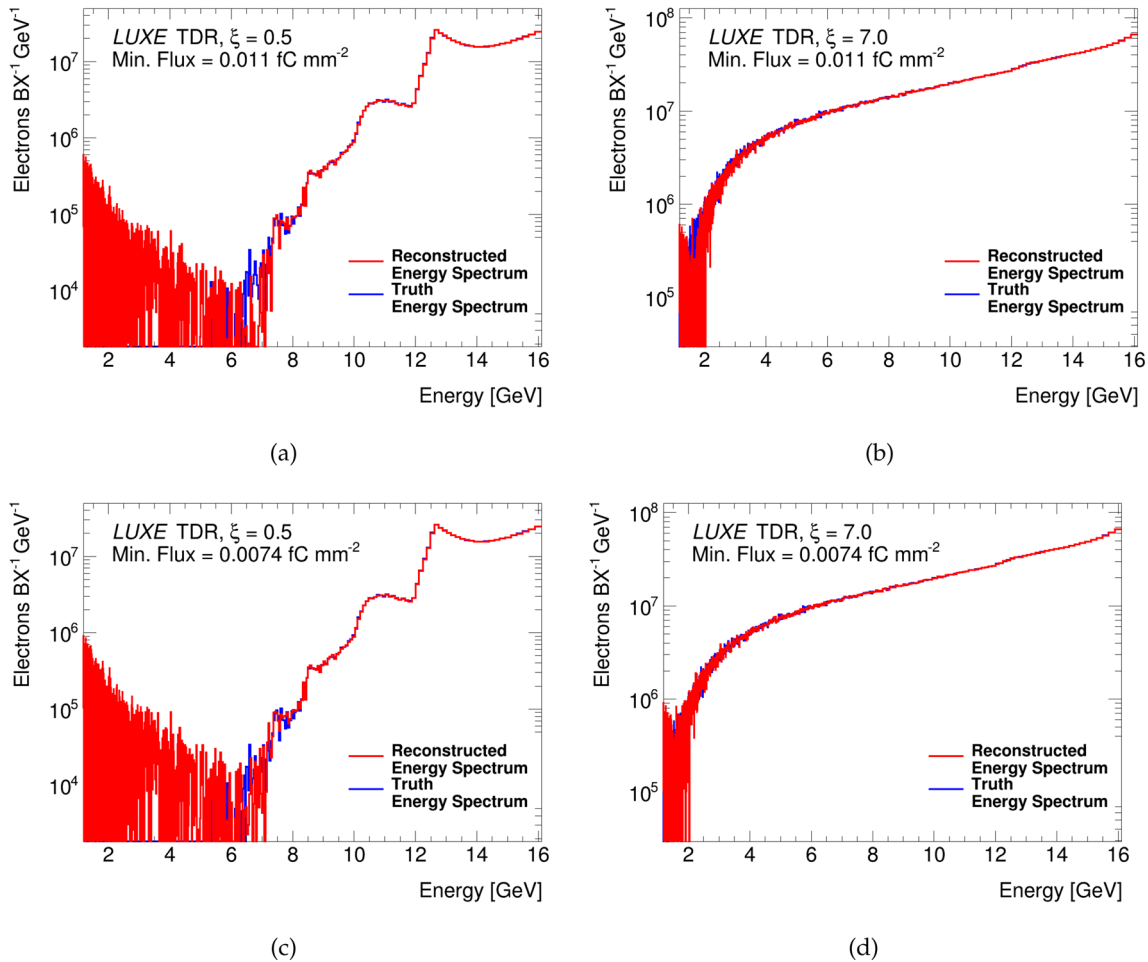 LUXE TDR, ξ = 0.5
Min. Flux = 0.011 fC mm⁻²
Electrons BX⁻¹ GeV⁻¹
10⁷
10⁶
10⁵
10⁴
Reconstructed
Energy Spectrum
Truth
Energy Spectrum
2 4 6 8 10 12 14 16
Energy [GeV]
(a)
LUXE TDR, ξ = 7.0
Min. Flux = 0.011 fC mm⁻²
Electrons BX⁻¹ GeV⁻¹
10⁸
10⁷
10⁶
10⁵
Reconstructed
Energy Spectrum
Truth
Energy Spectrum
2 4 6 8 10 12 14 16
Energy [GeV]
(b)
LUXE TDR, ξ = 0.5
Min. Flux = 0.0074 fC mm⁻²
Electrons BX⁻¹ GeV⁻¹
10⁷
10⁶
10⁵
10⁴
Reconstructed
Energy Spectrum
Truth
Energy Spectrum
2 4 6 8 10 12 14 16
Energy [GeV]
(c)
LUXE TDR, ξ = 7.0
Min. Flux = 0.0074 fC mm⁻²
Electrons BX⁻¹ GeV⁻¹
10⁸
10⁷
10⁶
10⁵
Reconstructed
Energy Spectrum
Truth
Energy Spectrum
2 4 6 8 10 12 14 16
Energy [GeV]
(d)